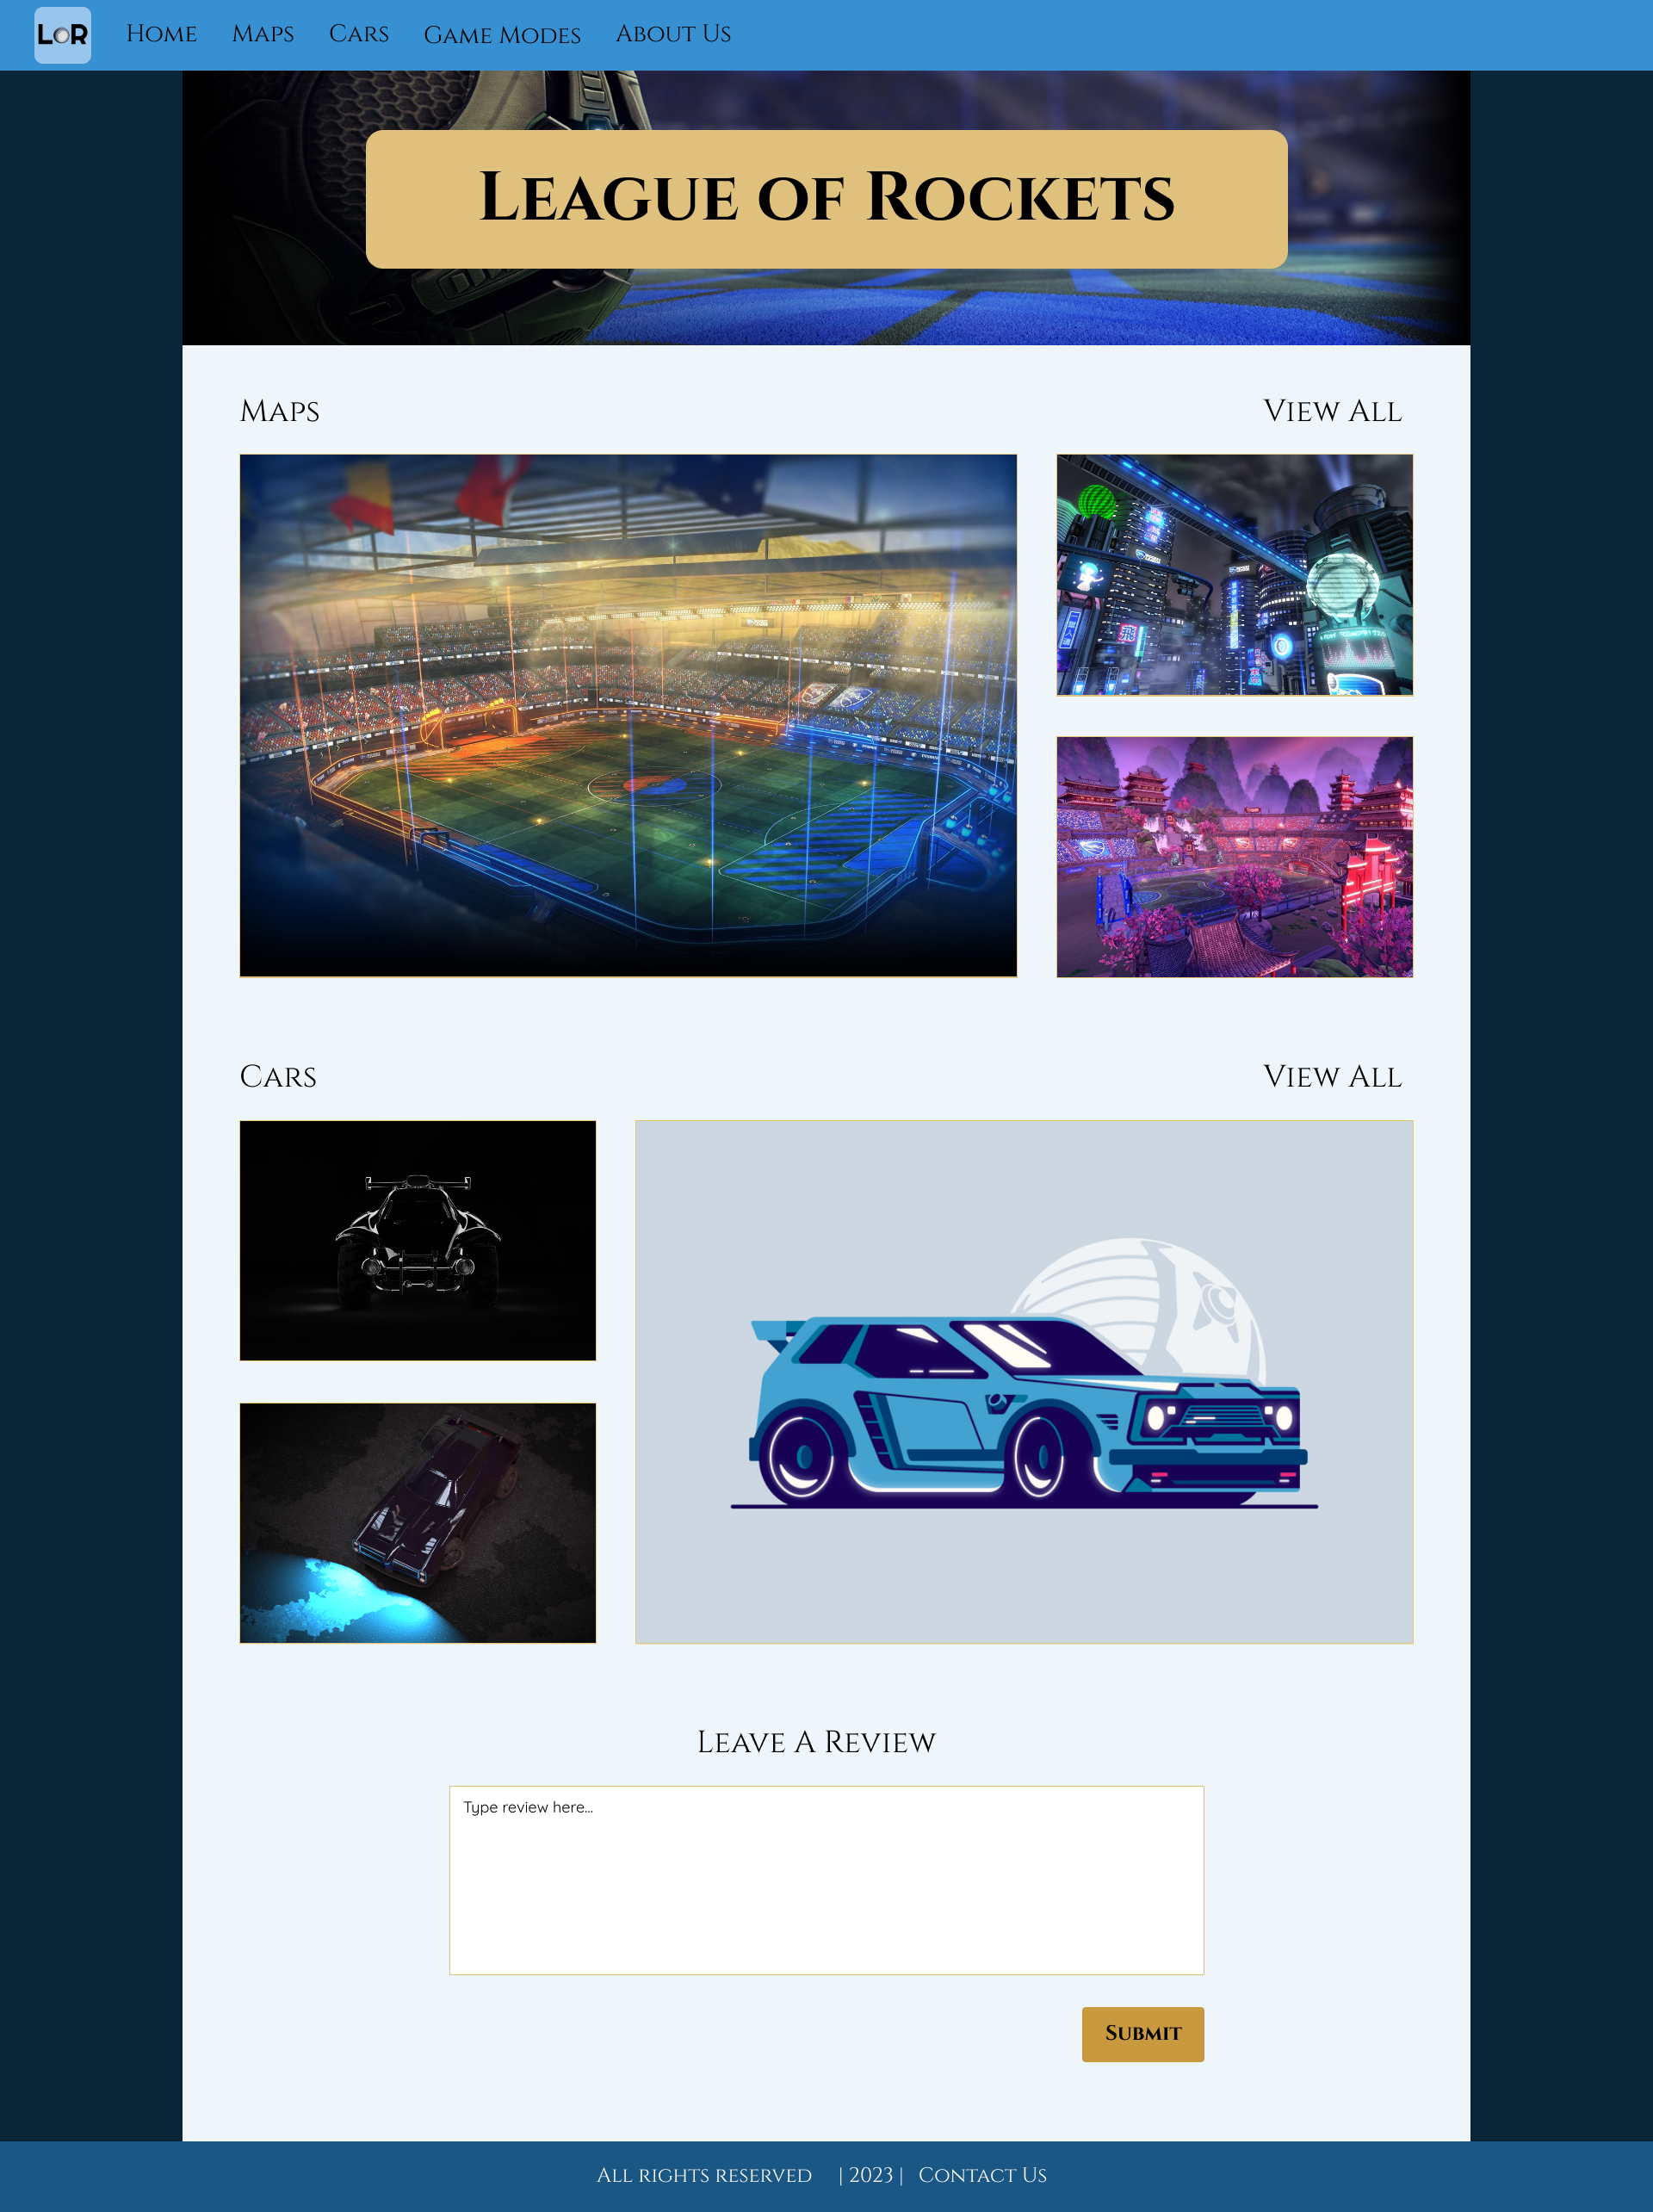 LoR
Home Maps Cars Game Modes About Us
League of Rockets
Maps View All
飛
Cars View All
Leave A Review
Type review here...
Submit
All rights reserved | 2023 | Contact Us